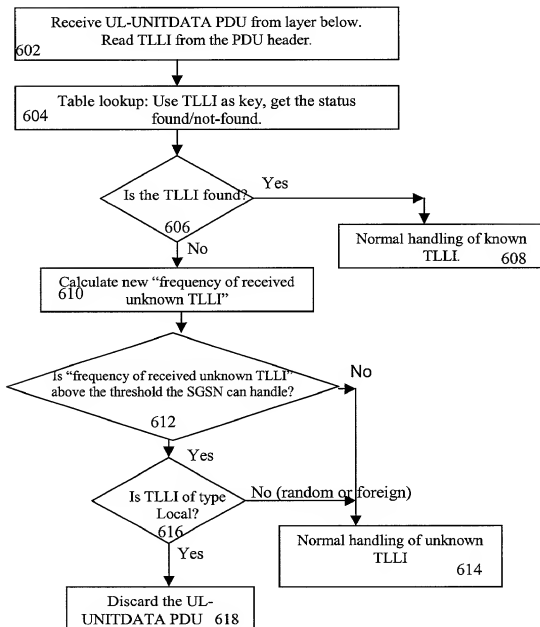 Receive UL-UNITDATA PDU from layer below.
Read TLLI from the PDU header.
602
Table lookup: Use TLLI as key, get the status
found/not-found.
604
Is the TLLI found?
606
Yes
No
Normal handling of known
TLLI.
608
Calculate new “frequency of received
unknown TLLI”
610
Is “frequency of received unknown TLLI”
above the threshold the SGSN can handle?
612
No
Yes
Is TLLI of type
Local?
616
No (random or foreign)
Yes
Normal handling of unknown
TLLI
614
Discard the UL-
UNITDATA PDU 618